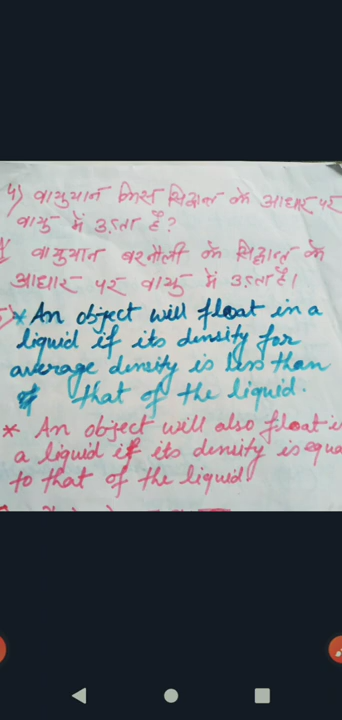 4) वायुयान किस सिद्धान्त के आधार पर
वायु में उड़ता है?
वायुयान बरनौली के सिद्धान्त के
आधार पर वायु में उड़ता है।
* An object will float in a
liquid if its density for
average density is less than
that of the liquid.
* An object will also float i
a liquid if its density is equa
to that of the liquid